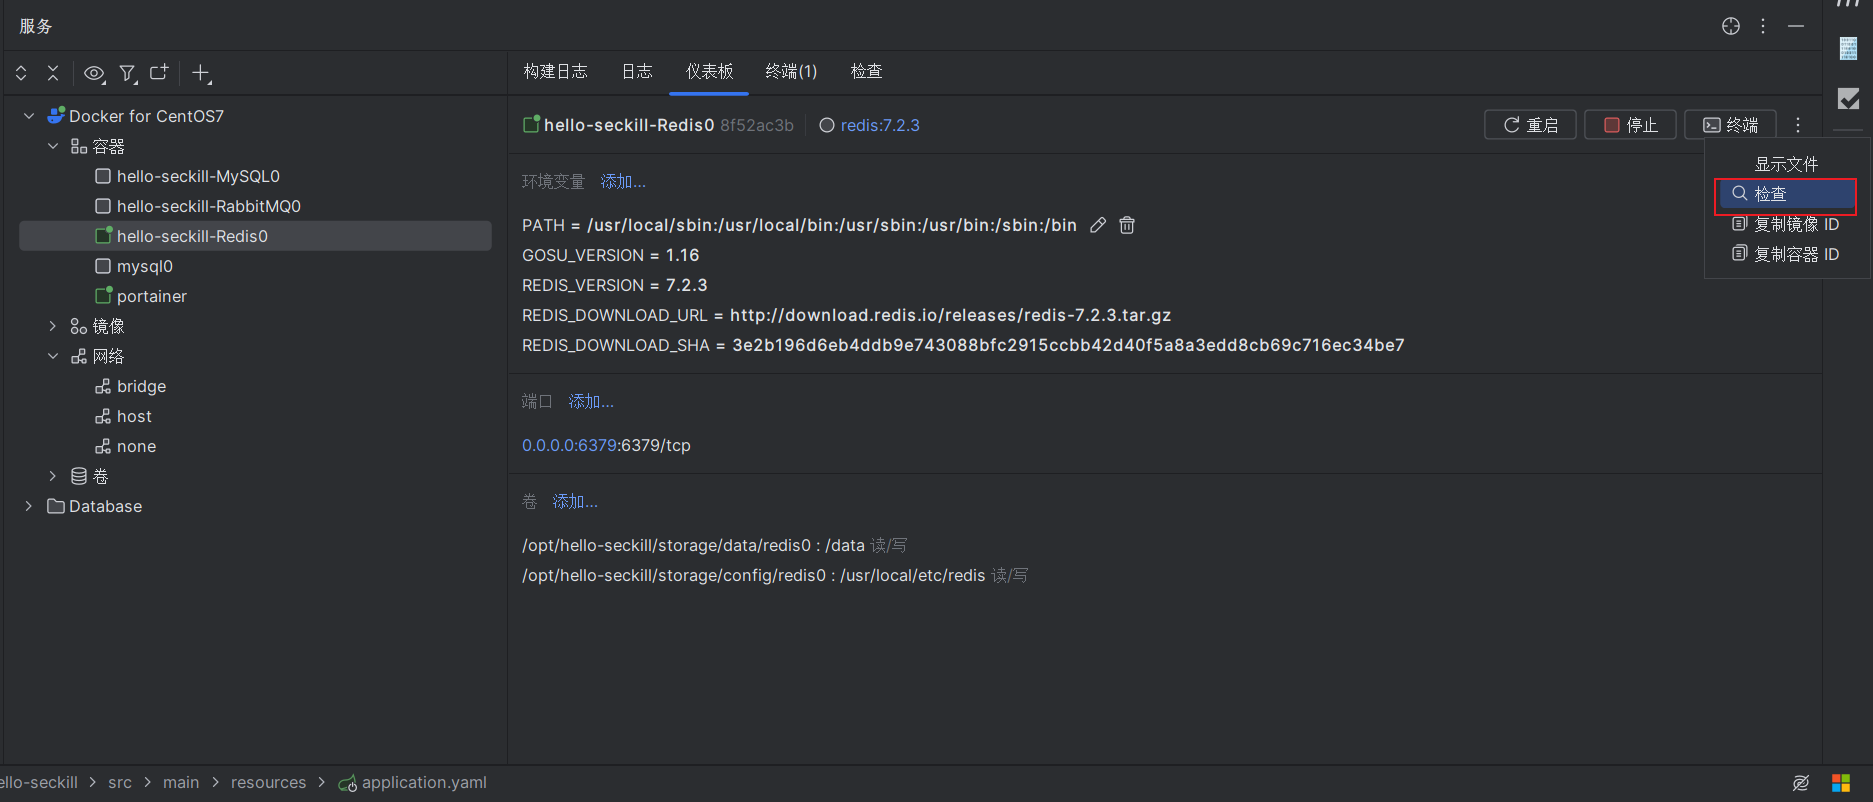 服务
构建日志 日志 仪表板 终端(1) 检查
Docker for CentOS7
容器
hello-seckill-MySQL0
hello-seckill-RabbitMQ0
hello-seckill-Redis0
mysql0
portainer
镜像
网络
bridge
host
none
卷
Database
hello-seckill-Redis0 8f52ac3b redis:7.2.3
重启 停止 终端
显示文件
检查
复制镜像 ID
复制容器 ID
环境变量 添加...
PATH = /usr/local/sbin:/usr/local/bin:/usr/sbin:/usr/bin:/sbin:/bin
GOSU_VERSION = 1.16
REDIS_VERSION = 7.2.3
REDIS_DOWNLOAD_URL = http://download.redis.io/releases/redis-7.2.3.tar.gz
REDIS_DOWNLOAD_SHA = 3e2b196d6eb4ddb9e743088bfc2915ccbb42d40f5a8a3edd8cb69c716ec34be7
端口 添加...
0.0.0.0:6379:6379/tcp
卷 添加...
/opt/hello-seckill/storage/data/redis0 : /data 读/写
/opt/hello-seckill/storage/config/redis0 : /usr/local/etc/redis 读/写
ello-seckill > src > main > resources > application.yaml